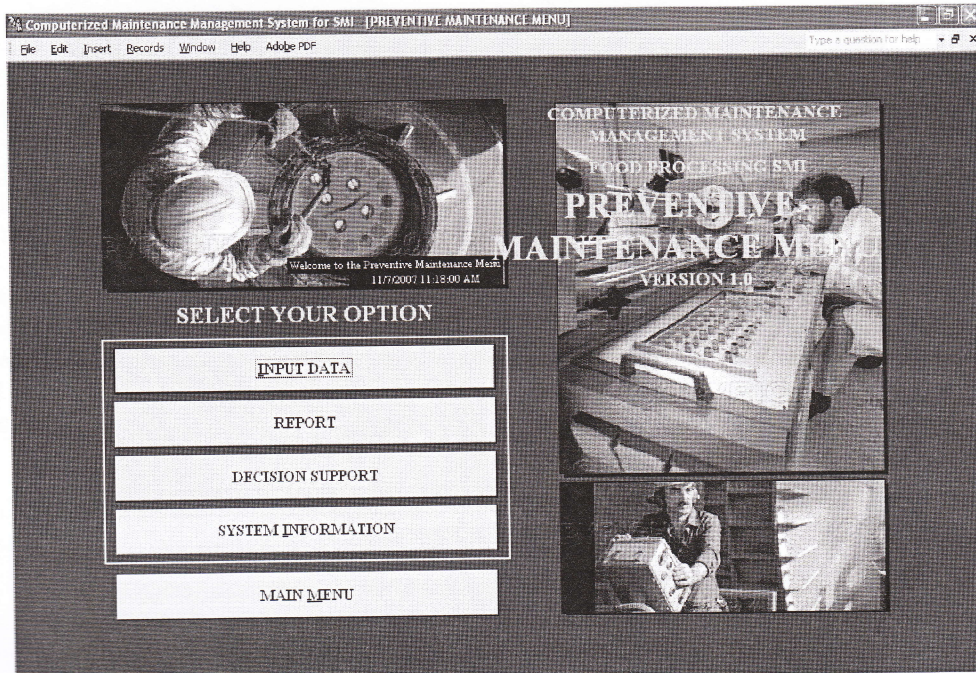 Computerized Maintenance Management System for SMI - [PREVENTIVE MAINTENANCE MENU]
File Edit Insert Records Window Help Adobe PDF
Type a question for help
COMPUTERIZED MAINTENANCE
MANAGEMENT SYSTEM
FOOD PROCESSING SMI
PREVENTIVE
MAINTENANCE MENU
VERSION 1.0
Welcome to the Preventive Maintenance Menu
11/7/2007 11:18:00 AM
SELECT YOUR OPTION
INPUT DATA
REPORT
DECISION SUPPORT
SYSTEM INFORMATION
MAIN MENU